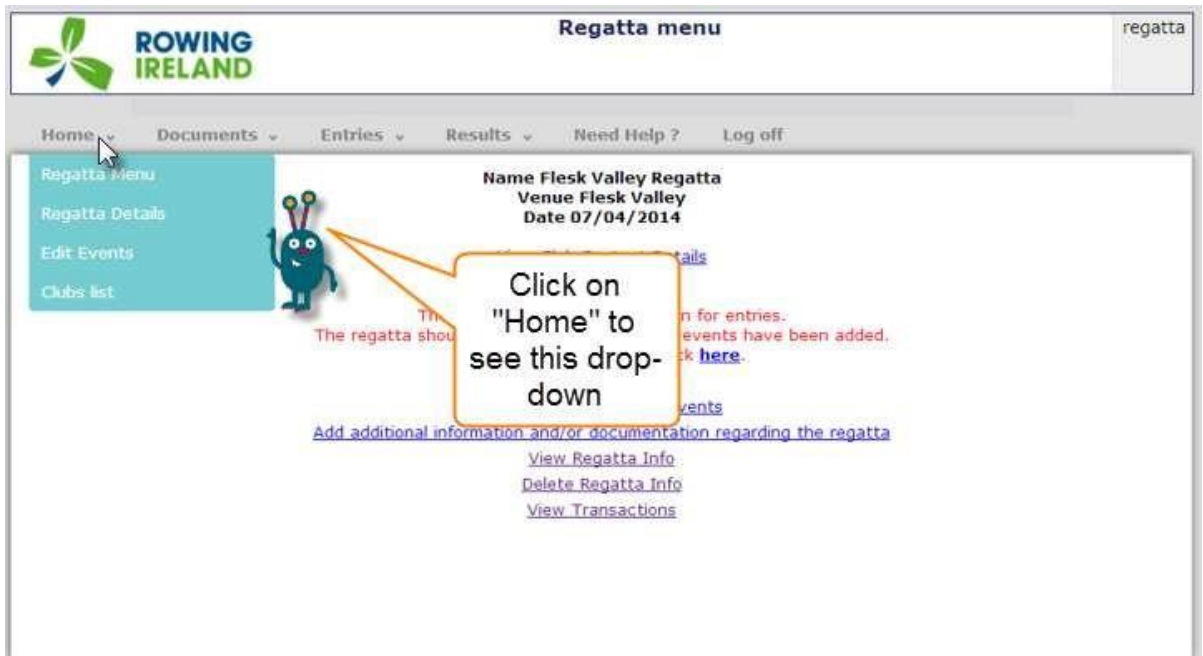 Regatta menu
regatta
ROWING
IRELAND
Home Documents Entries Results Need Help ? Log off
Regatta Menu
Regatta Details
Edit Events
Clubs list
Name Flesk Valley Regatta
Venue Flesk Valley
Date 07/04/2014
for entries.
The regatta events have been added.
here.
Click on
"Home" to
see this drop-
down
Add additional information and/or documentation regarding the regatta
View Regatta Info
Delete Regatta Info
View Transactions